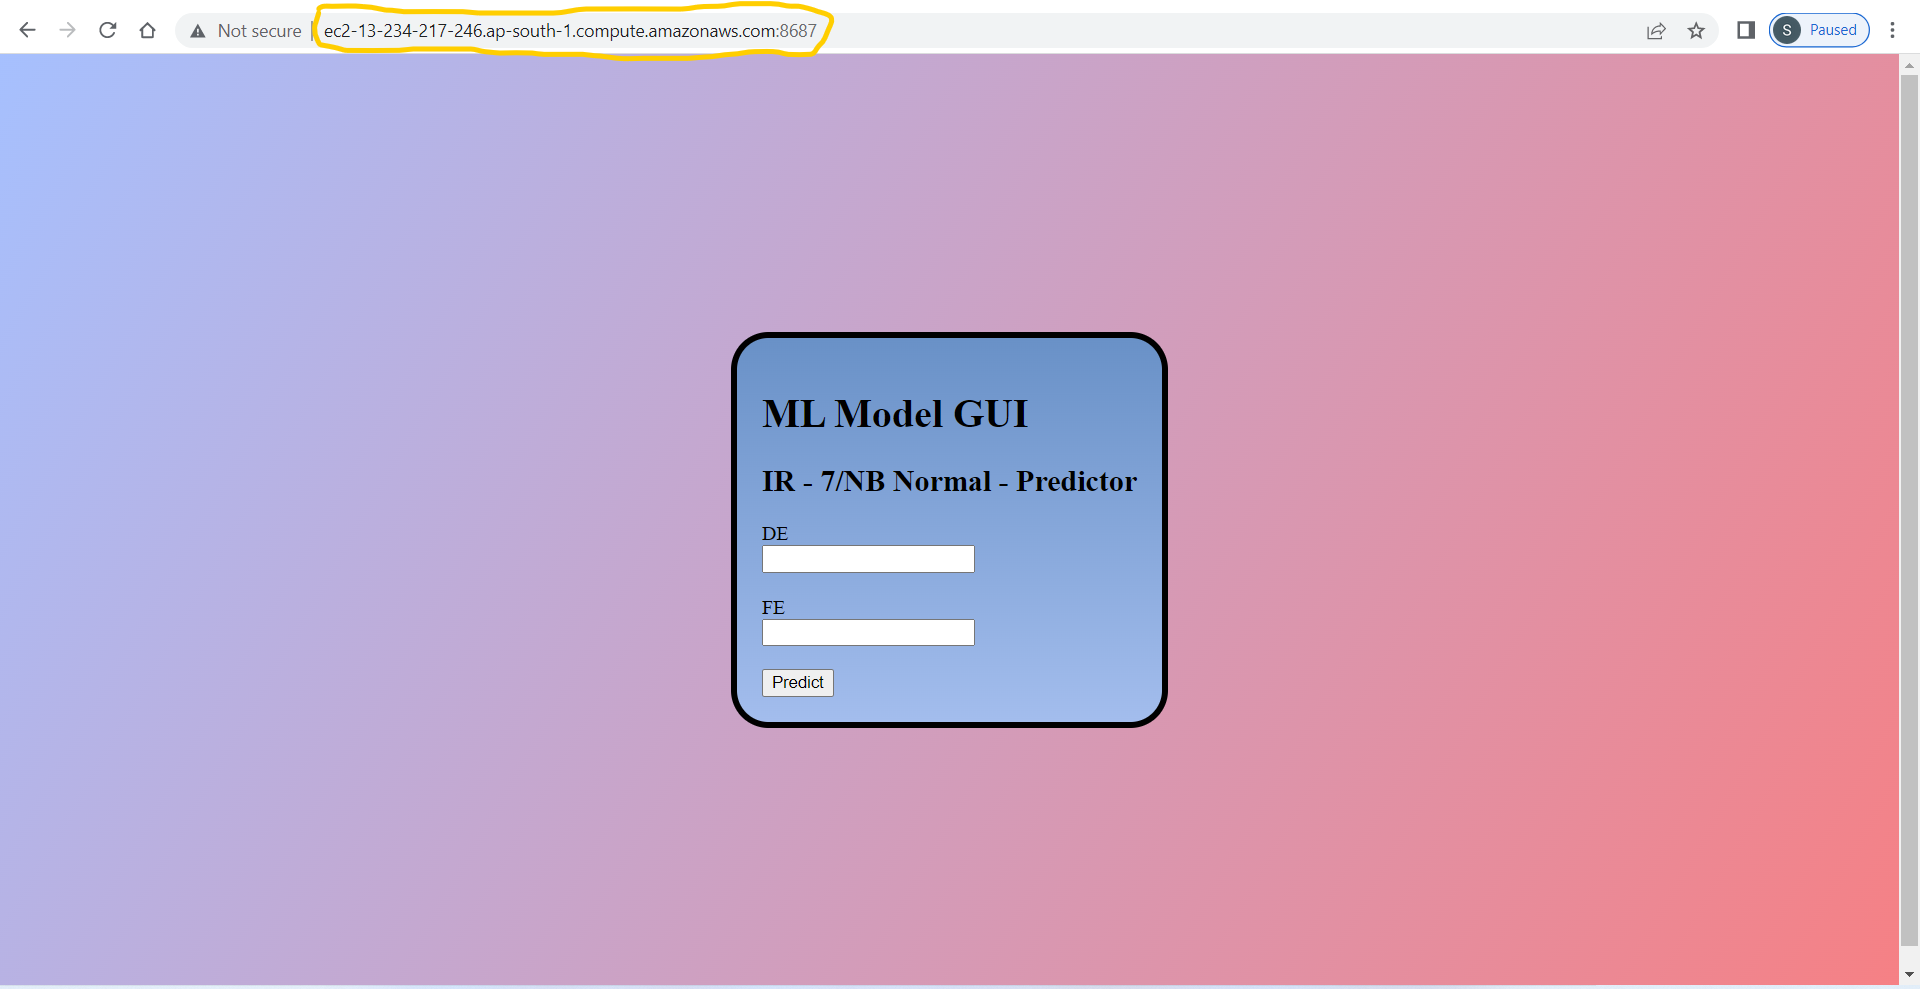 Not secure | ec2-13-234-217-246.ap-south-1.compute.amazonaws.com:8687
S Paused
ML Model GUI
IR - 7/NB Normal - Predictor
DE
FE
Predict